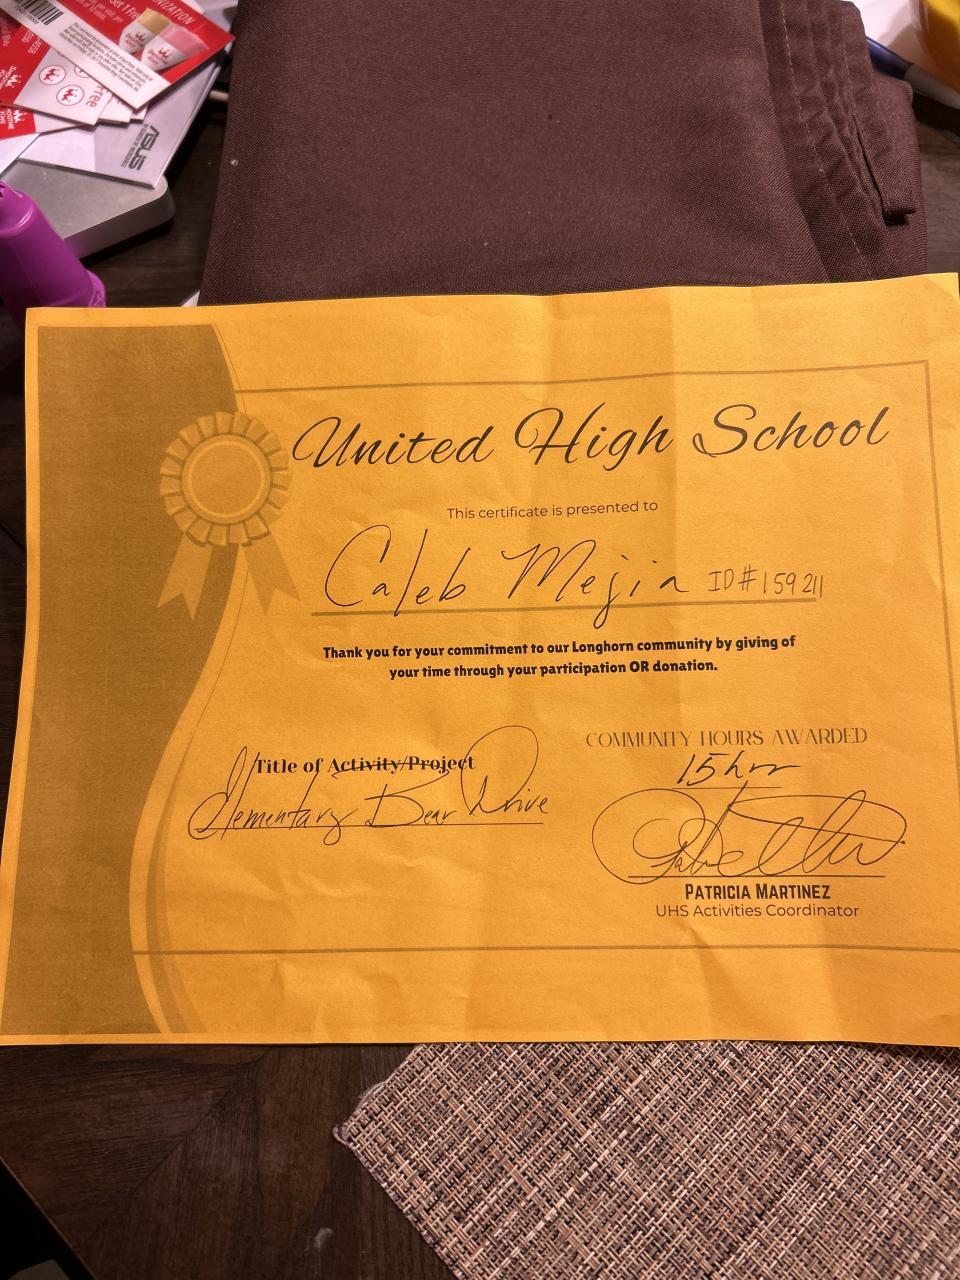 ASUS
United High School
This certificate is presented to
Caleb Mejia ID#159211
Thank you for your commitment to our Longhorn community by giving of
your time through your participation OR donation.
COMMUNITY HOURS AWARDED
15 hrs
Title of Activity/Project
Elementary Bear Drive
PATRICIA MARTINEZ
UHS Activities Coordinator